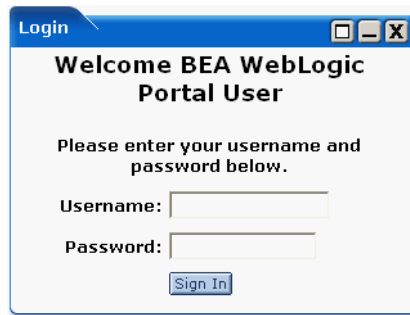 Login
Welcome BEA WebLogic
Portal User
Please enter your username and
password below.
Username:
Password:
Sign In